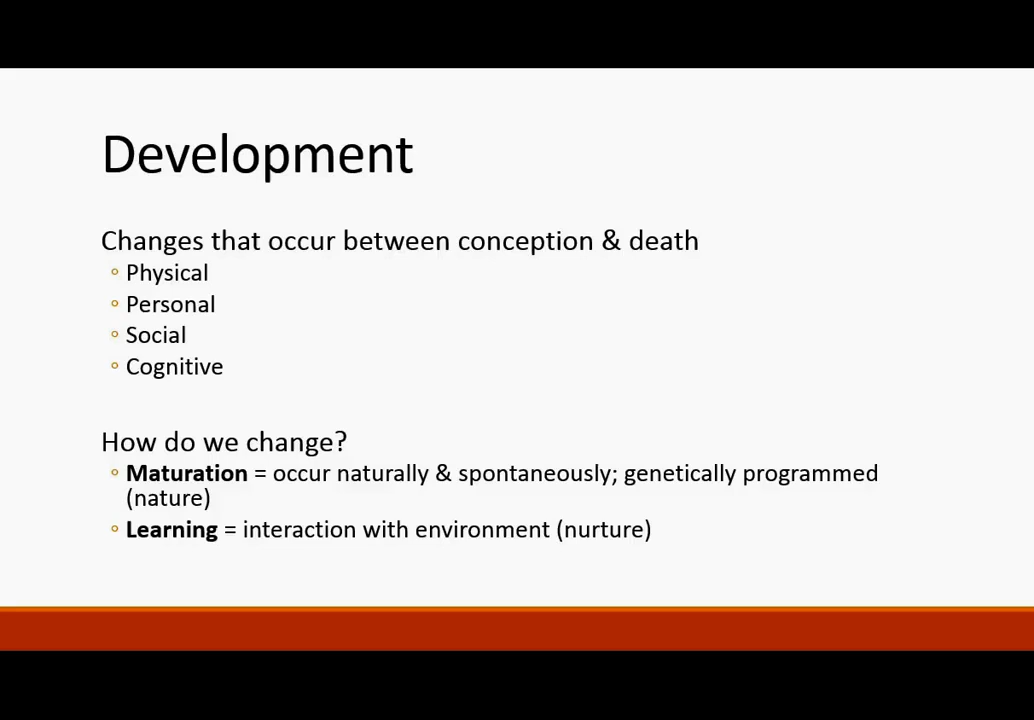 Development
Changes that occur between conception & death
◦ Physical
◦ Personal
◦ Social
◦ Cognitive
How do we change?
◦ Maturation = occur naturally & spontaneously; genetically programmed
(nature)
◦ Learning = interaction with environment (nurture)